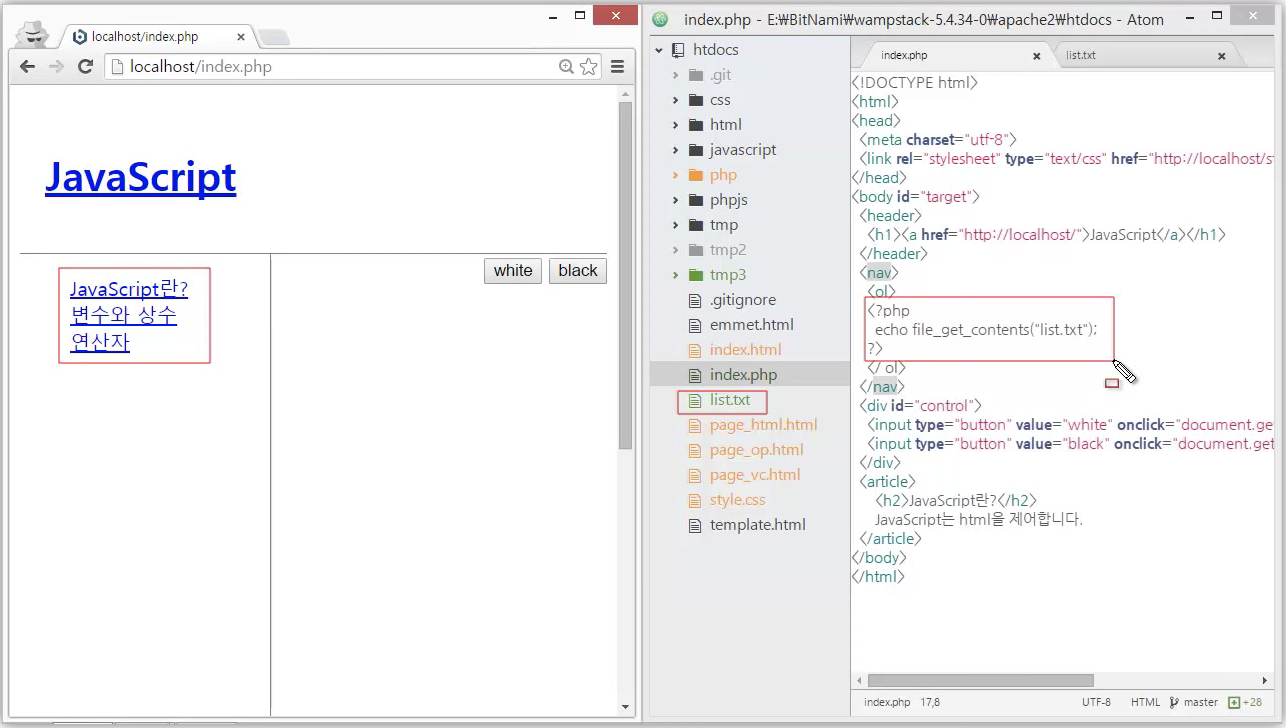 localhost/index.php
localhost/index.php
JavaScript
white
black
JavaScript란?
변수와 상수
연산자
index.php - E:₩BitNami₩wampstack-5.4.34-0₩apache2₩htdocs - Atom
htdocs
.git
css
html
javascript
php
phpjs
tmp
tmp2
tmp3
.gitignore
emmet.html
index.html
index.php
list.txt
page_html.html
page_op.html
page_vc.html
style.css
template.html
index.php
list.txt
<!DOCTYPE html>
<html>
<head>
<meta charset="utf-8">
<link rel="stylesheet" type="text/css" href="http://localhost/st
</head>
<body id="target">
<header>
<h1><a href="http://localhost/">JavaScript</a></h1>
</header>
<nav>
<ol>
<?php
echo file_get_contents("list.txt");
?>
</ ol>
</nav>
<div id="control">
<input type="button" value="white" onclick="document.get
<input type="button" value="black" onclick="document.get
</div>
<article>
<h2>JavaScript란?</h2>
JavaScript는 html을 제어합니다.
</article>
</body>
</html>
index.php 17,8
UTF-8 HTML master +28